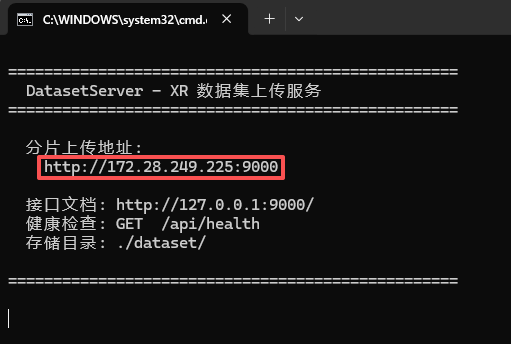 C:\WINDOWS\system32\cmd.
==================================================
DatasetServer - XR 数据集上传服务
==================================================
分片上传地址:
http://172.28.249.225:9000
接口文档: http://127.0.0.1:9000/
健康检查: GET  /api/health
存储目录: ./dataset/
==================================================